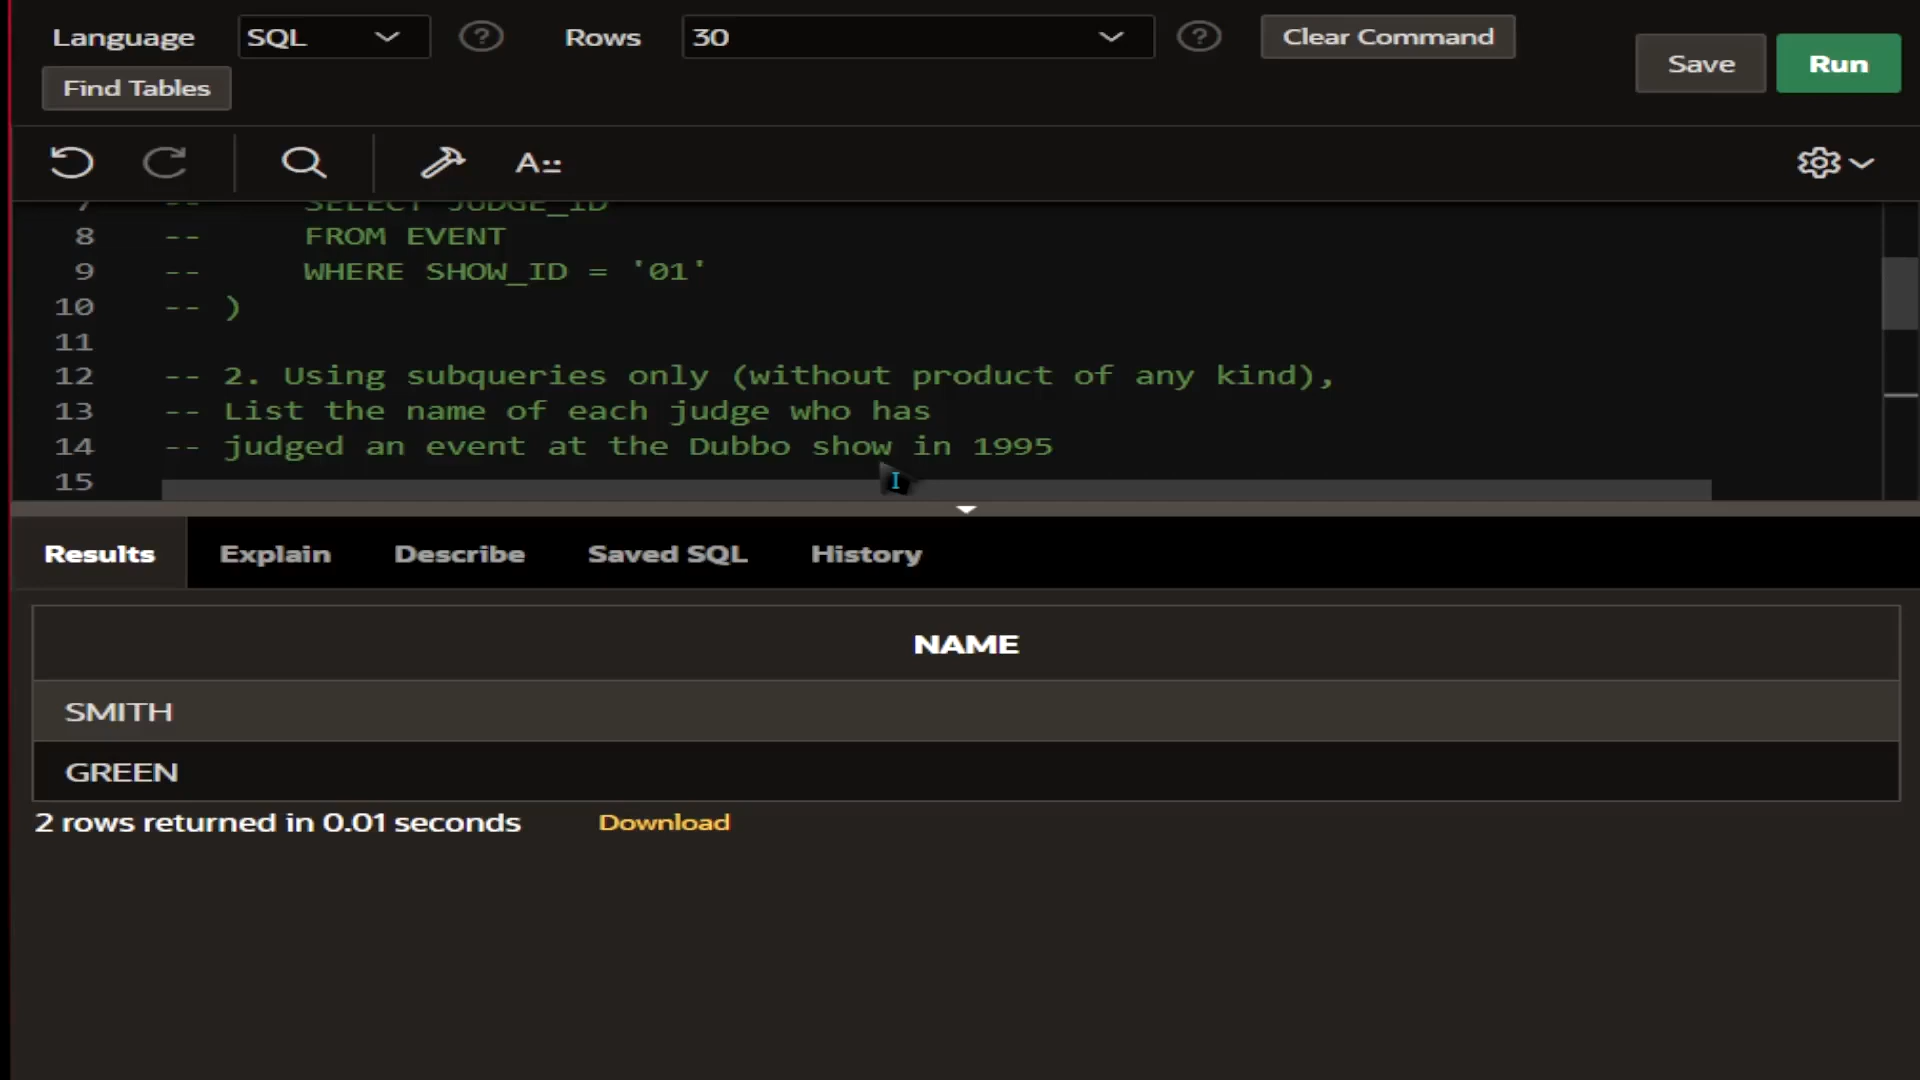 Language SQL Rows 30 Clear Command
Save Run
Find Tables
A
7 -- SELECT JUDGE_ID
8 -- FROM EVENT
9 -- WHERE SHOW_ID = '01'
10 -- )
11
12 -- 2. Using subqueries only (without product of any kind),
13 -- List the name of each judge who has
14 -- judged an event at the Dubbo show in 1995
15
Results Explain Describe Saved SQL History
NAME
SMITH
GREEN
2 rows returned in 0.01 seconds Download